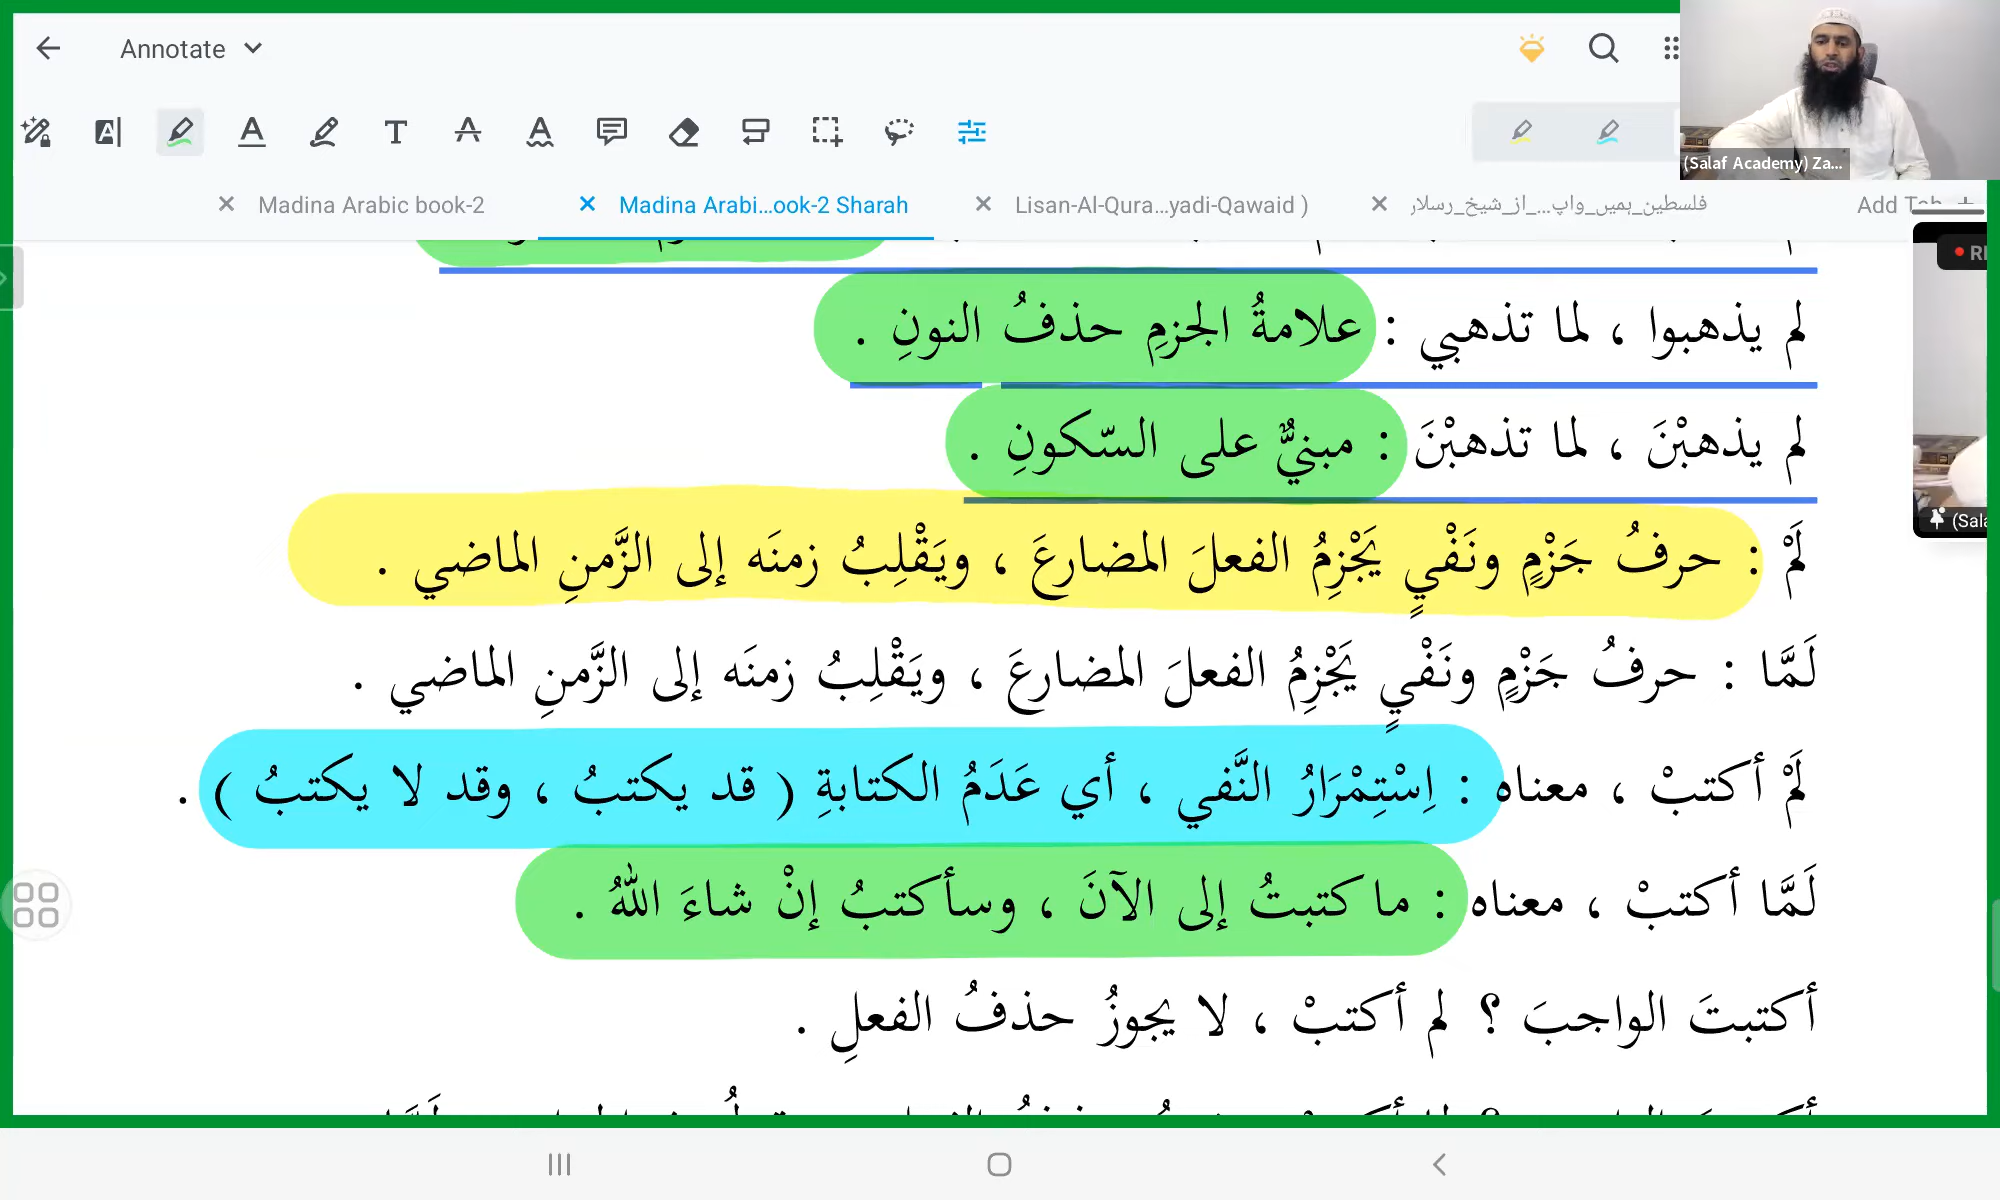 Annotate
(Salaf Academy) Za...
Madina Arabic book-2
Madina Arabi...ook-2 Sharah
Lisan-Al-Qura...yadi-Qawaid )
فلسطین_ہمیں_واپ..._از_شیخ_رسلار
Add Tab +
لم يذهبوا ، لما تذهبي : علامةُ الجزمِ حذفُ النونِ .
لم يذهبْنَ ، لما تذهبْنَ : مبنيٌّ على السّكونِ .
لَمْ : حرفُ جَزْمٍ ونَفْيٍ يَجْزِمُ الفعلَ المضارعَ ، ويَقْلِبُ زمنَه إلى الزَّمنِ الماضي .
لَمَّا : حرفُ جَزْمٍ ونَفْيٍ يَجْزِمُ الفعلَ المضارعَ ، ويَقْلِبُ زمنَه إلى الزَّمنِ الماضي .
لَمْ أكتبْ ، معناه : اِسْتِمْرَارُ النَّفي ، أي عَدَمُ الكتابةِ ( قد يكتبُ ، وقد لا يكتبُ ) .
لَمَّا أكتبْ ، معناه : ما كتبتُ إلى الآنَ ، وسأكتبُ إنْ شاءَ اللهُ .
أكتبتَ الواجبَ ؟ لم أكتبْ ، لا يجوزُ حذفُ الفعلِ .